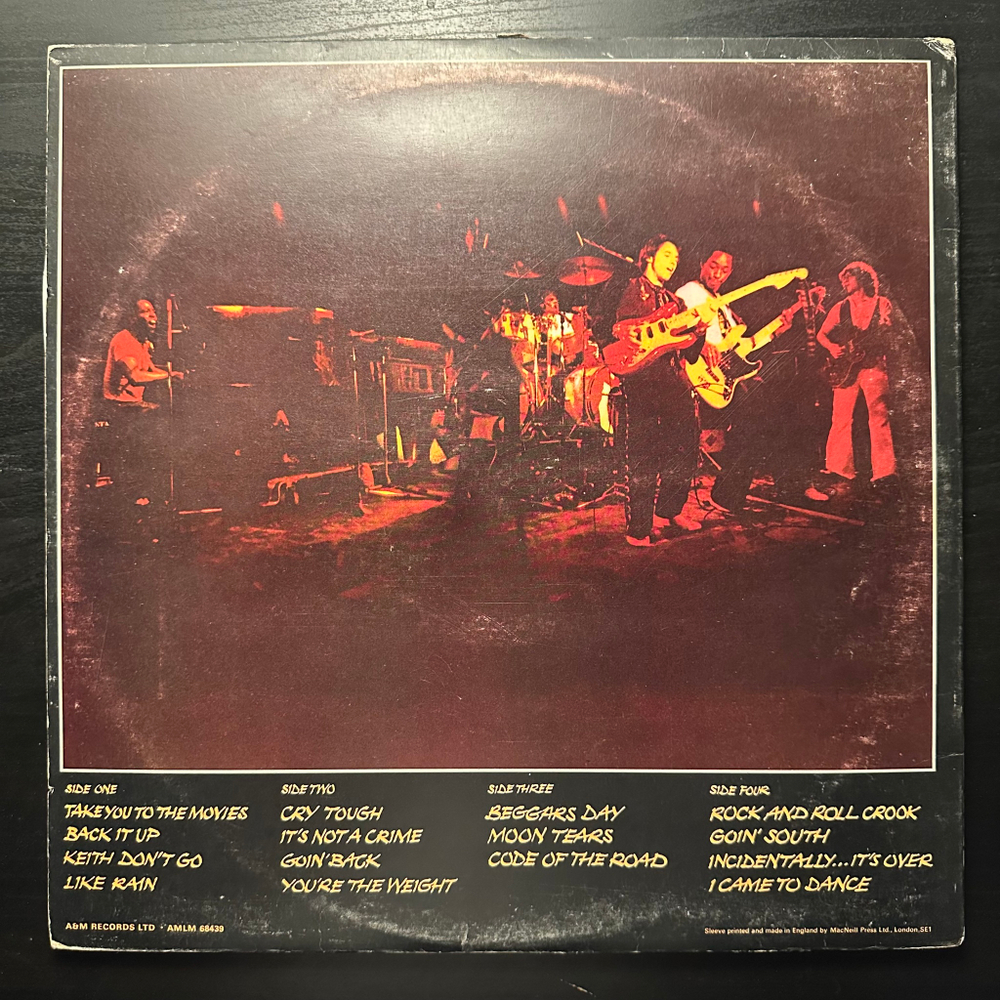 SIDE ONE
TAKE YOU TO THE MOVIES
BACK IT UP
KEITH DON'T GO
LIKE RAIN
SIDE TWO
CRY TOUGH
IT'S NOT A CRIME
GOIN' BACK
YOU'RE THE WEIGHT
SIDE THREE
BEGGARS DAY
MOON TEARS
CODE OF THE ROAD
SIDE FOUR
ROCK AND ROLL CROOK
GOIN' SOUTH
INCIDENTALLY...IT'S OVER
I CAME TO DANCE
A&M RECORDS LTD · AMLM 68439
Sleeve printed and made in England by MacNeill Press Ltd., London, SE1